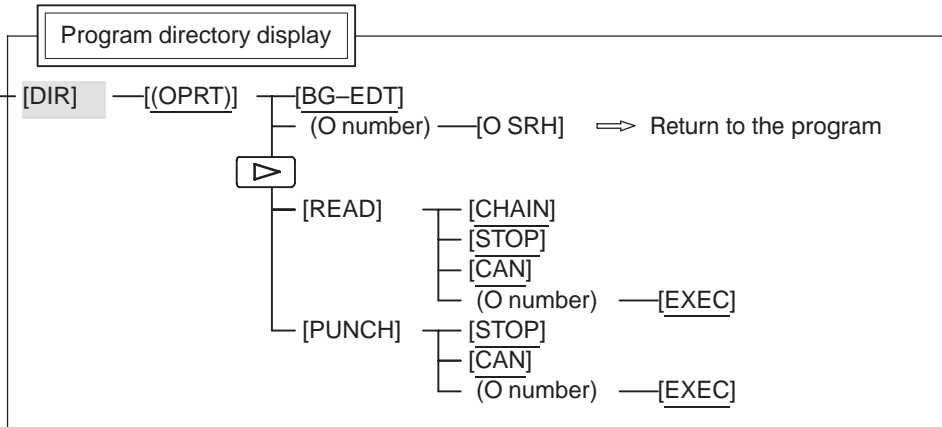 Program directory display
[DIR] [(OPRT)] [BG–EDT]
(O number) [O SRH] Return to the program
[READ] [CHAIN]
[STOP]
[CAN]
(O number) [EXEC]
[PUNCH] [STOP]
[CAN]
(O number) [EXEC]